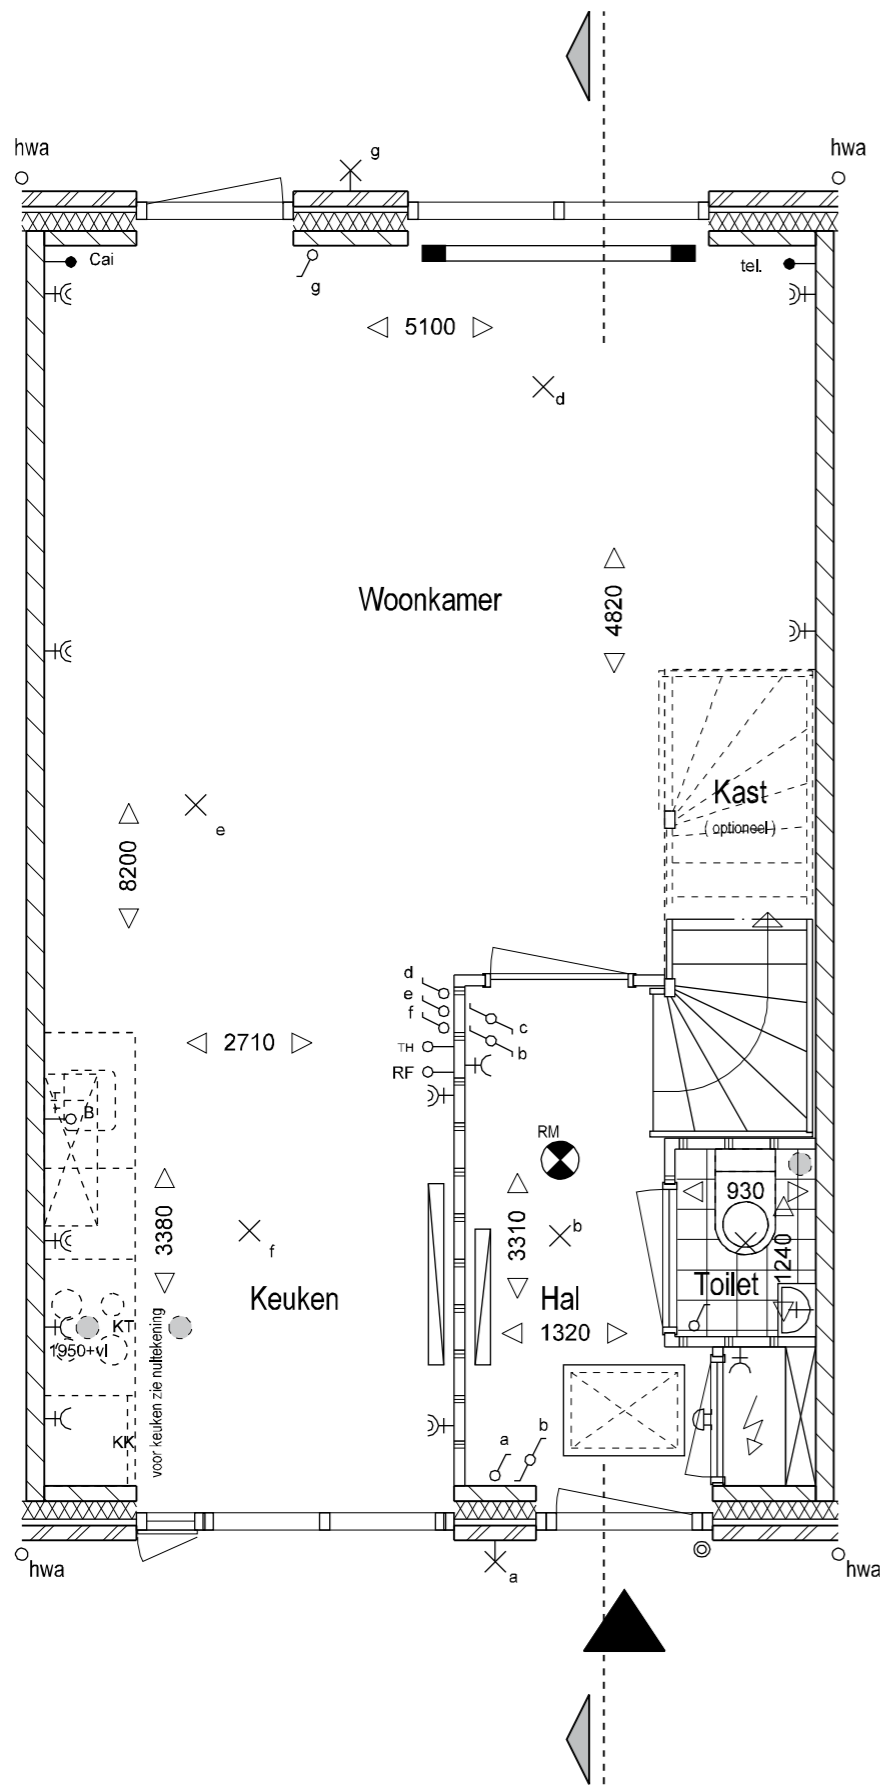 hwa
g
hwa
Cai
g
tel.
5100
d
4820
Woonkamer
Kast
( optioneel )
e
8200
d
e
f
c
b
2710
TH
RF
B
RM
930
3380
3310
b
1240
f
Keuken
Hal
Toilet
KT
1320
1950+vl
voor keuken zie nultekening
KK
a
b
hwa
a
hwa